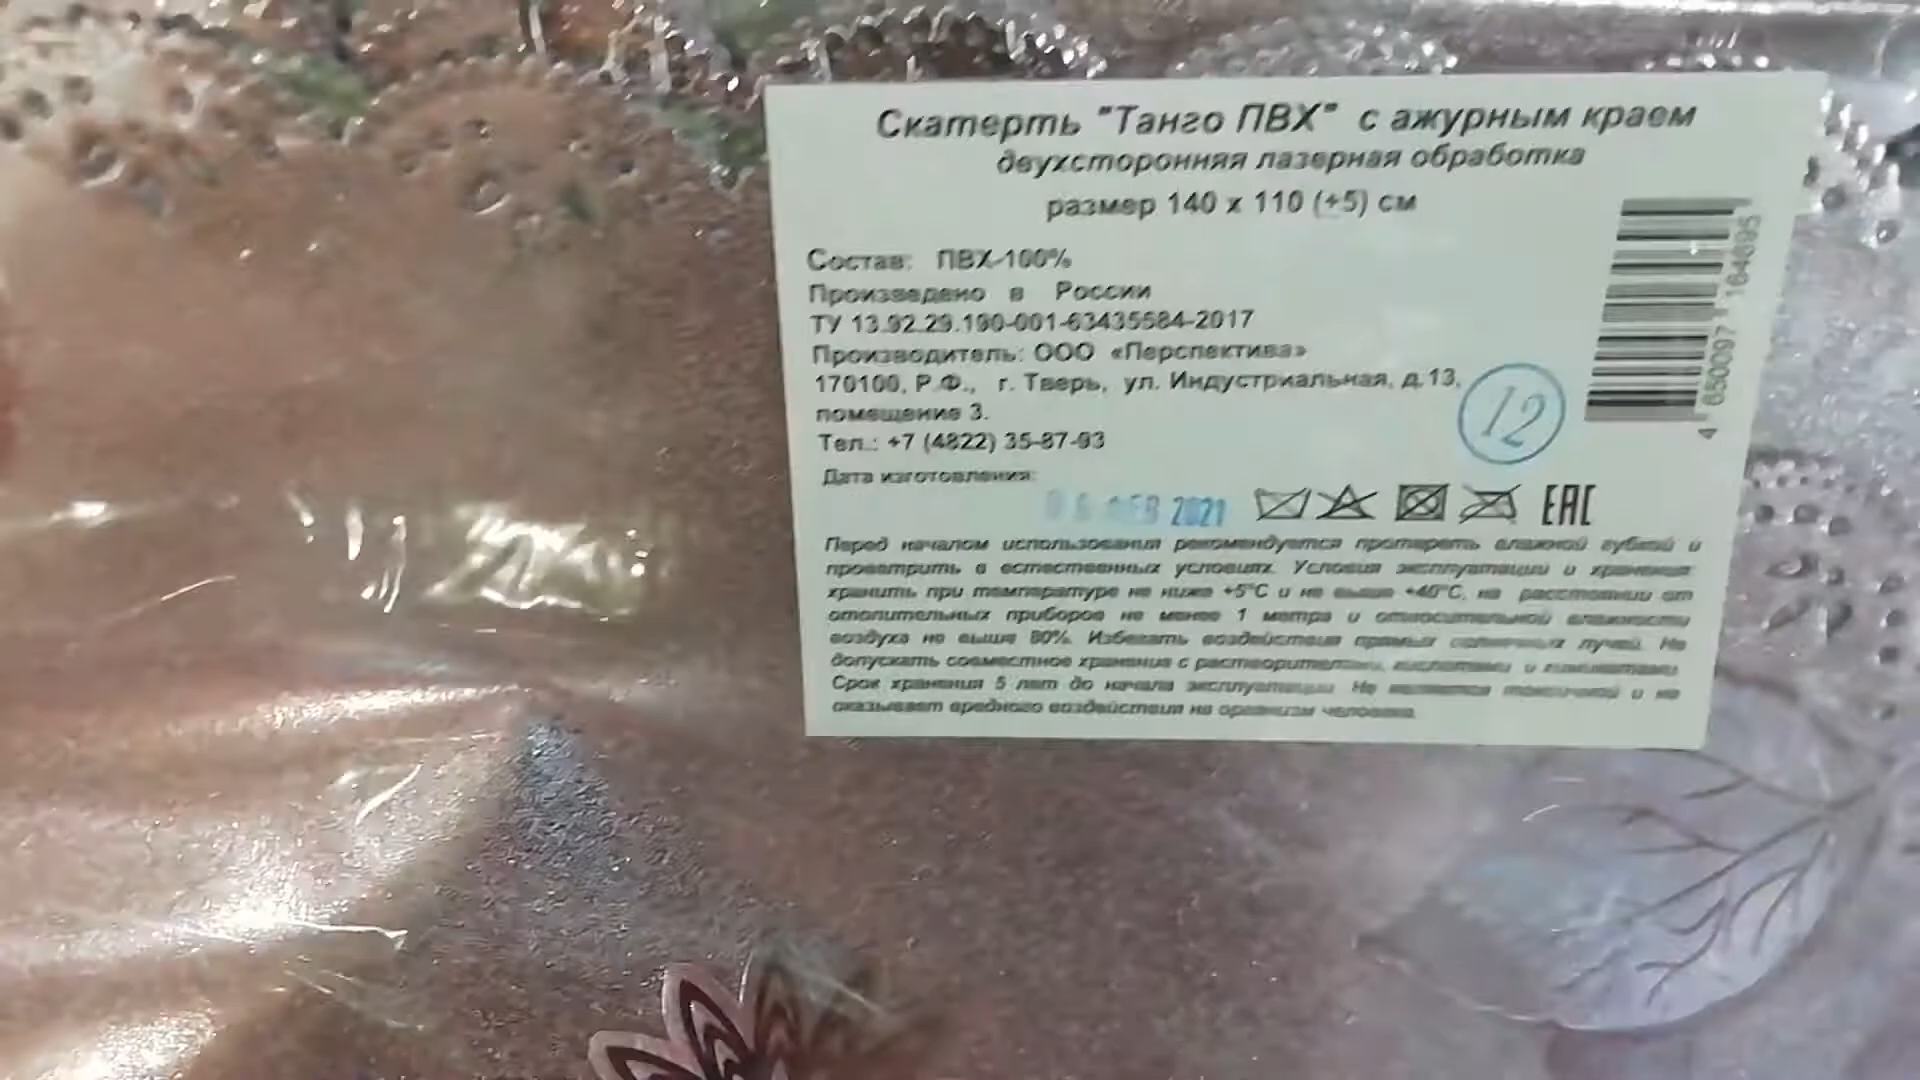 Скатерть "Танго ПВХ" с ажурным краем
двухсторонняя лазерная обработка
размер 140 х 110 (+5) см
Состав: ПВХ-100%
Произведено в России
ТУ 13.92.29.190-001-63435584-2017
Производитель: ООО «Перспектива»
170100, Р.Ф., г. Тверь, ул. Индустриальная, д.13,
помещение 3.
Тел.: +7 (4822) 35-87-93
12
4 650097 164695
Дата изготовления:
ФЕВ 2021
EAC
Перед началом использования рекомендуется протереть влажной губкой и
проветрить в естественных условиях. Условия эксплуатации и хранения:
хранить при температуре не ниже +5°С и не выше +40°С, на расстоянии от
отопительных приборов не менее 1 метра и относительной влажности
воздуха не выше 80%. Избегать воздействия прямых солнечных лучей. Не
допускать совместное хранение с растворителями, кислотами и
Срок хранения 5 лет до начала эксплуатации. Не является токсичной и не
оказывает вредного воздействия на организм человека.